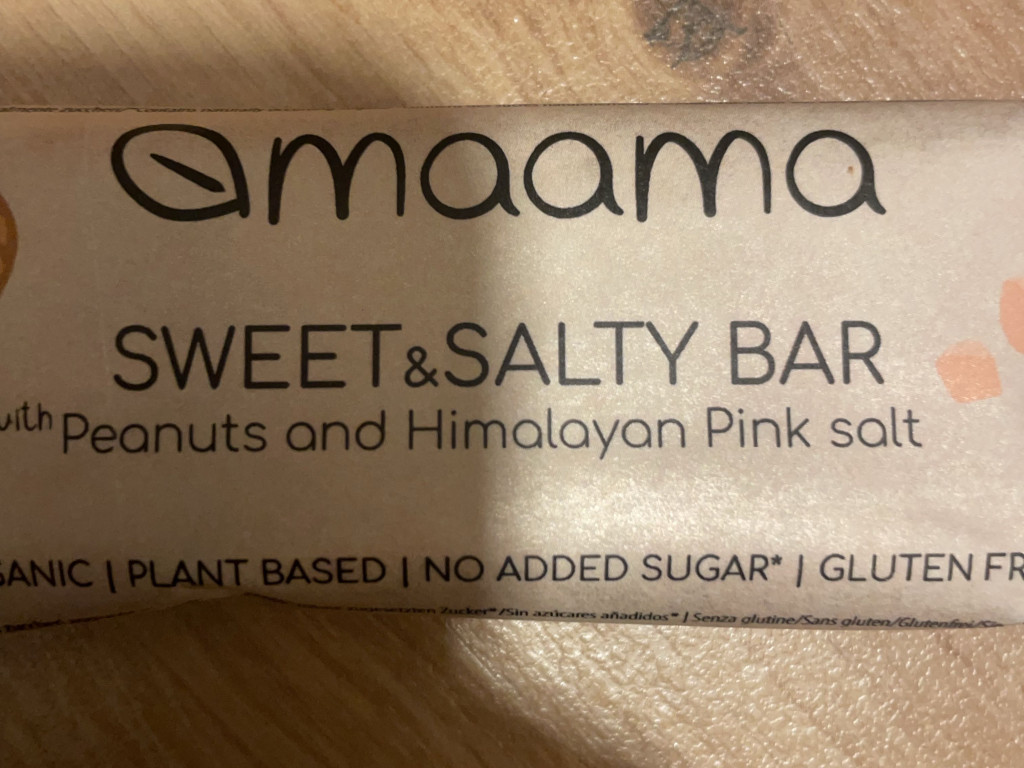 amaama
SWEET&SALTY BAR
with Peanuts and Himalayan Pink salt
GANIC | PLANT BASED | NO ADDED SUGAR* | GLUTEN FR
Zucker*/Sin azúcares añadidos* | Senza glutine/Sans gluten/Glutenfrei/Sin